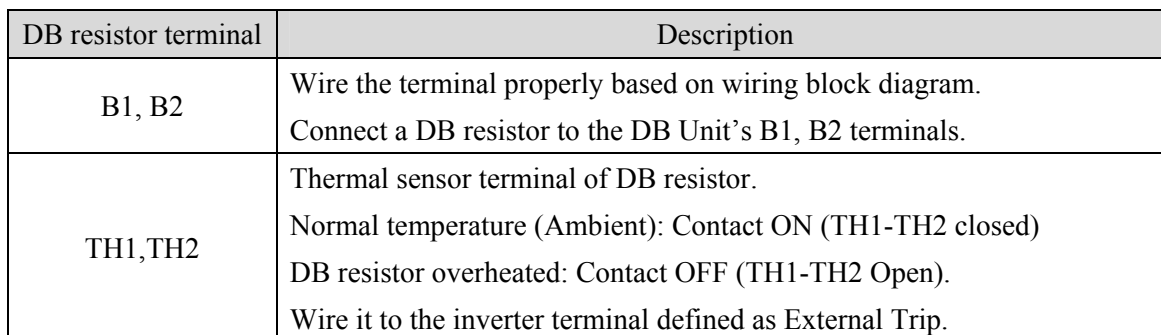 DB resistor terminal Description
B1, B2
Wire the terminal properly based on wiring block diagram.
Connect a DB resistor to the DB Unit’s B1, B2 terminals.
TH1,TH2
Thermal sensor terminal of DB resistor.
Normal temperature (Ambient): Contact ON (TH1-TH2 closed)
DB resistor overheated: Contact OFF (TH1-TH2 Open).
Wire it to the inverter terminal defined as External Trip.